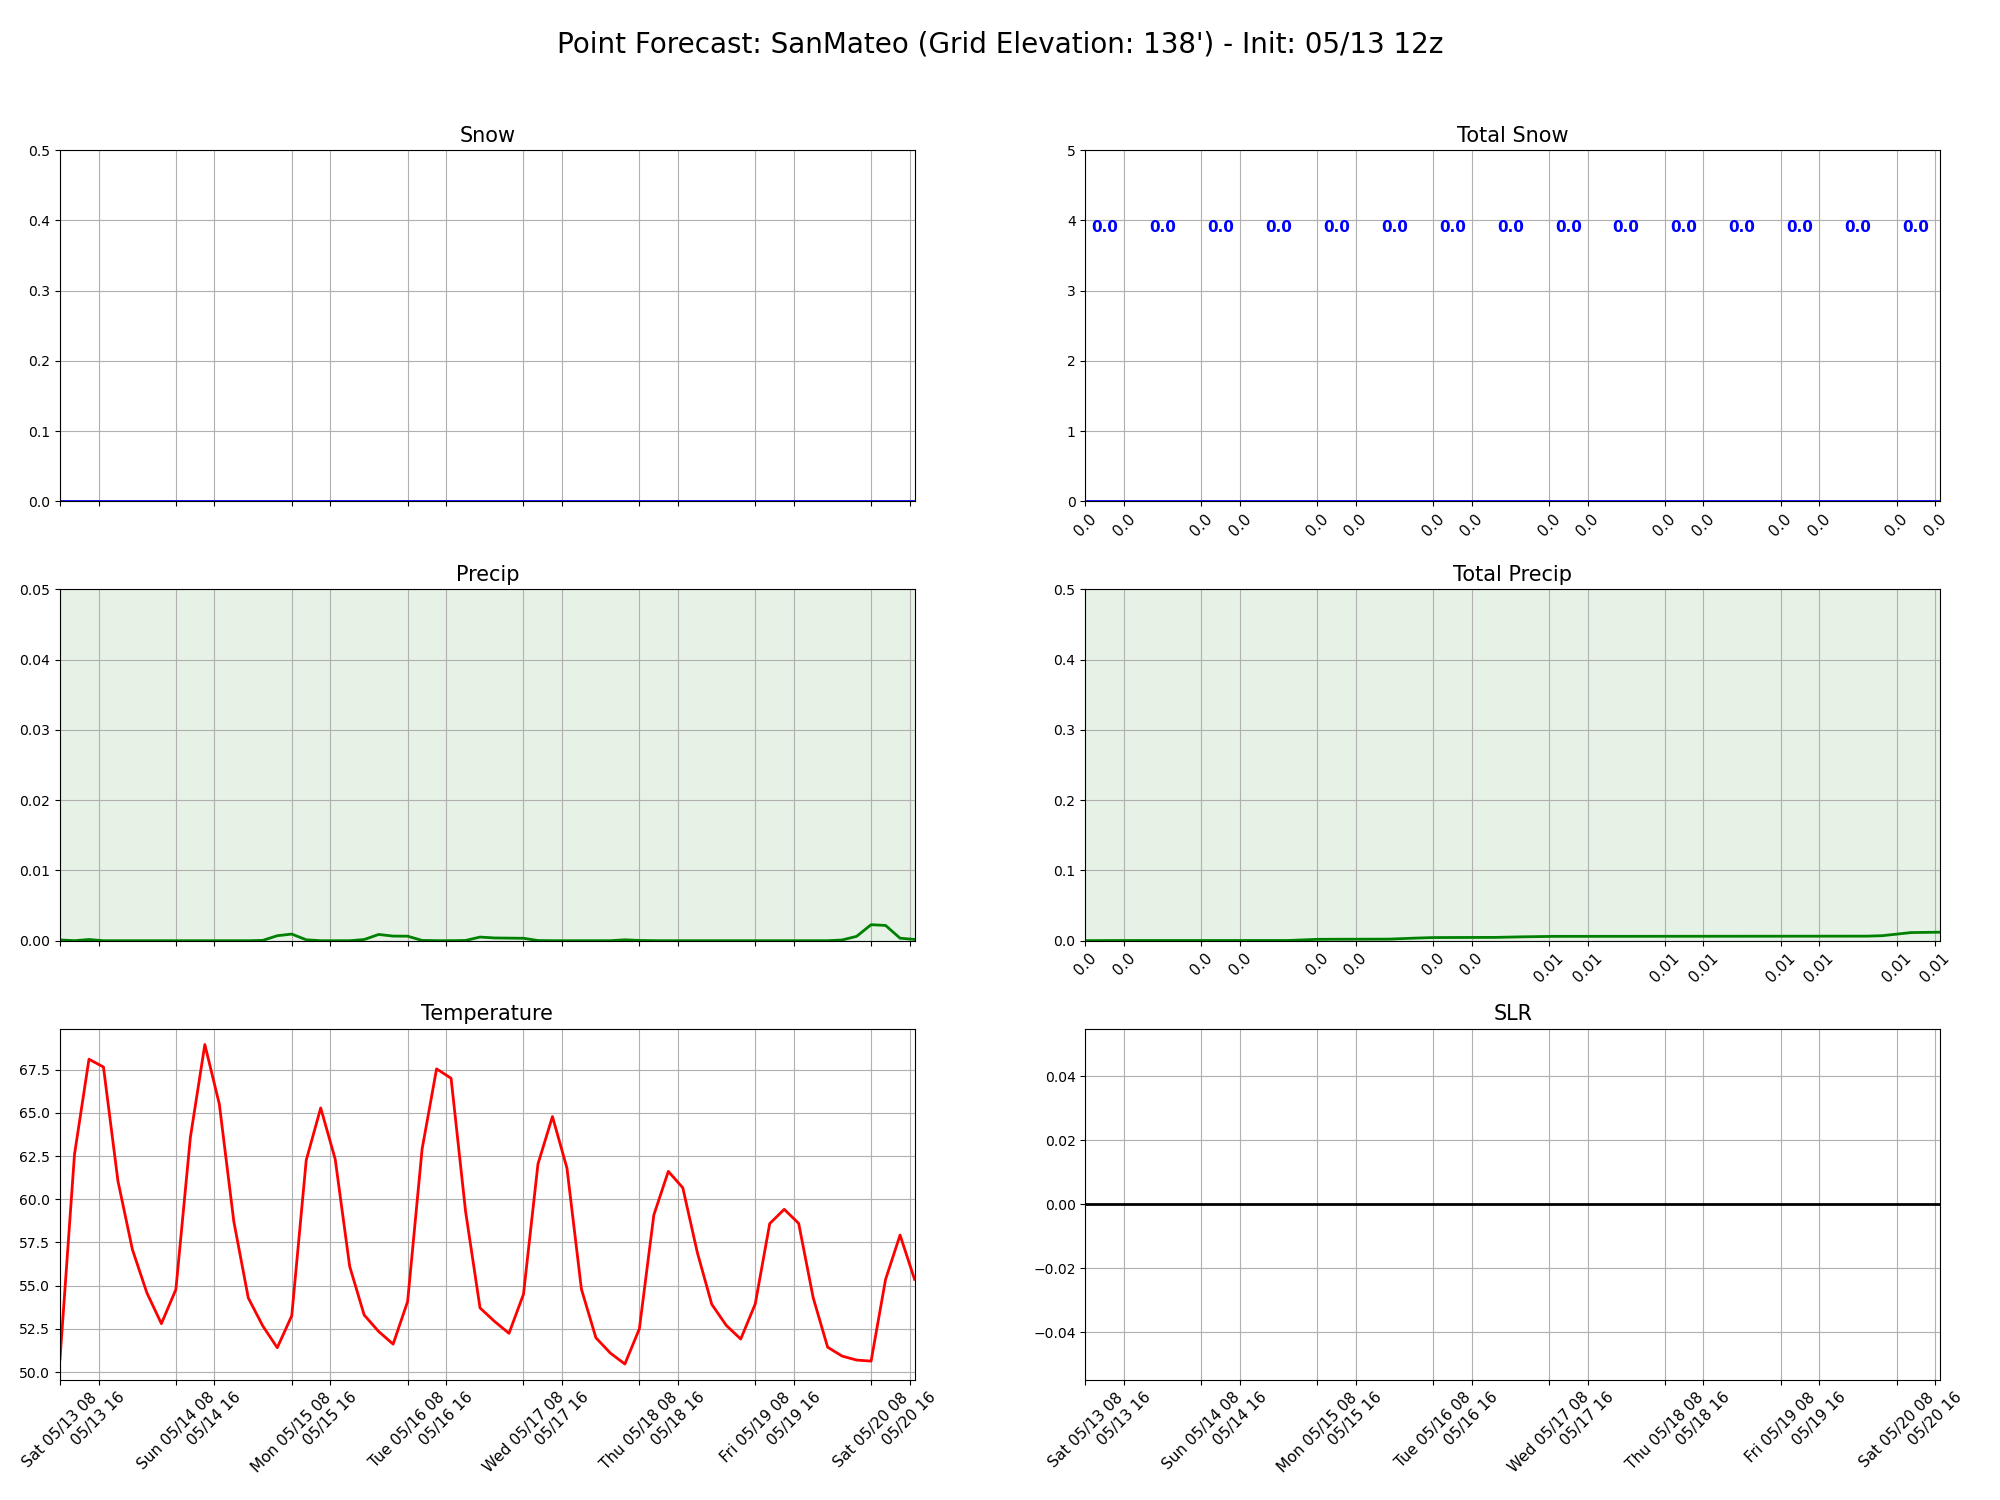 Point Forecast: SanMateo (Grid Elevation: 138') - Init: 05/13 12z
Snow
0.5
0.4
0.3
0.2
0.1
0.0
Total Snow
5
4
3
2
1
0
0.0 0.0 0.0 0.0 0.0 0.0 0.0 0.0 0.0 0.0 0.0 0.0 0.0 0.0 0.0
0.0 0.0 0.0 0.0 0.0 0.0 0.0 0.0 0.0 0.0 0.0 0.0 0.0 0.0 0.0 0.0
Precip
0.05
0.04
0.03
0.02
0.01
0.00
Total Precip
0.5
0.4
0.3
0.2
0.1
0.0
0.0 0.0 0.0 0.0 0.0 0.0 0.0 0.0 0.01 0.01 0.01 0.01 0.01 0.01 0.01 0.01
Temperature
67.5
65.0
62.5
60.0
57.5
55.0
52.5
50.0
Sat 05/13 08
05/13 16
Sun 05/14 08
05/14 16
Mon 05/15 08
05/15 16
Tue 05/16 08
05/16 16
Wed 05/17 08
05/17 16
Thu 05/18 08
05/18 16
Fri 05/19 08
05/19 16
Sat 05/20 08
05/20 16
SLR
0.04
0.02
0.00
−0.02
−0.04
Sat 05/13 08
05/13 16
Sun 05/14 08
05/14 16
Mon 05/15 08
05/15 16
Tue 05/16 08
05/16 16
Wed 05/17 08
05/17 16
Thu 05/18 08
05/18 16
Fri 05/19 08
05/19 16
Sat 05/20 08
05/20 16